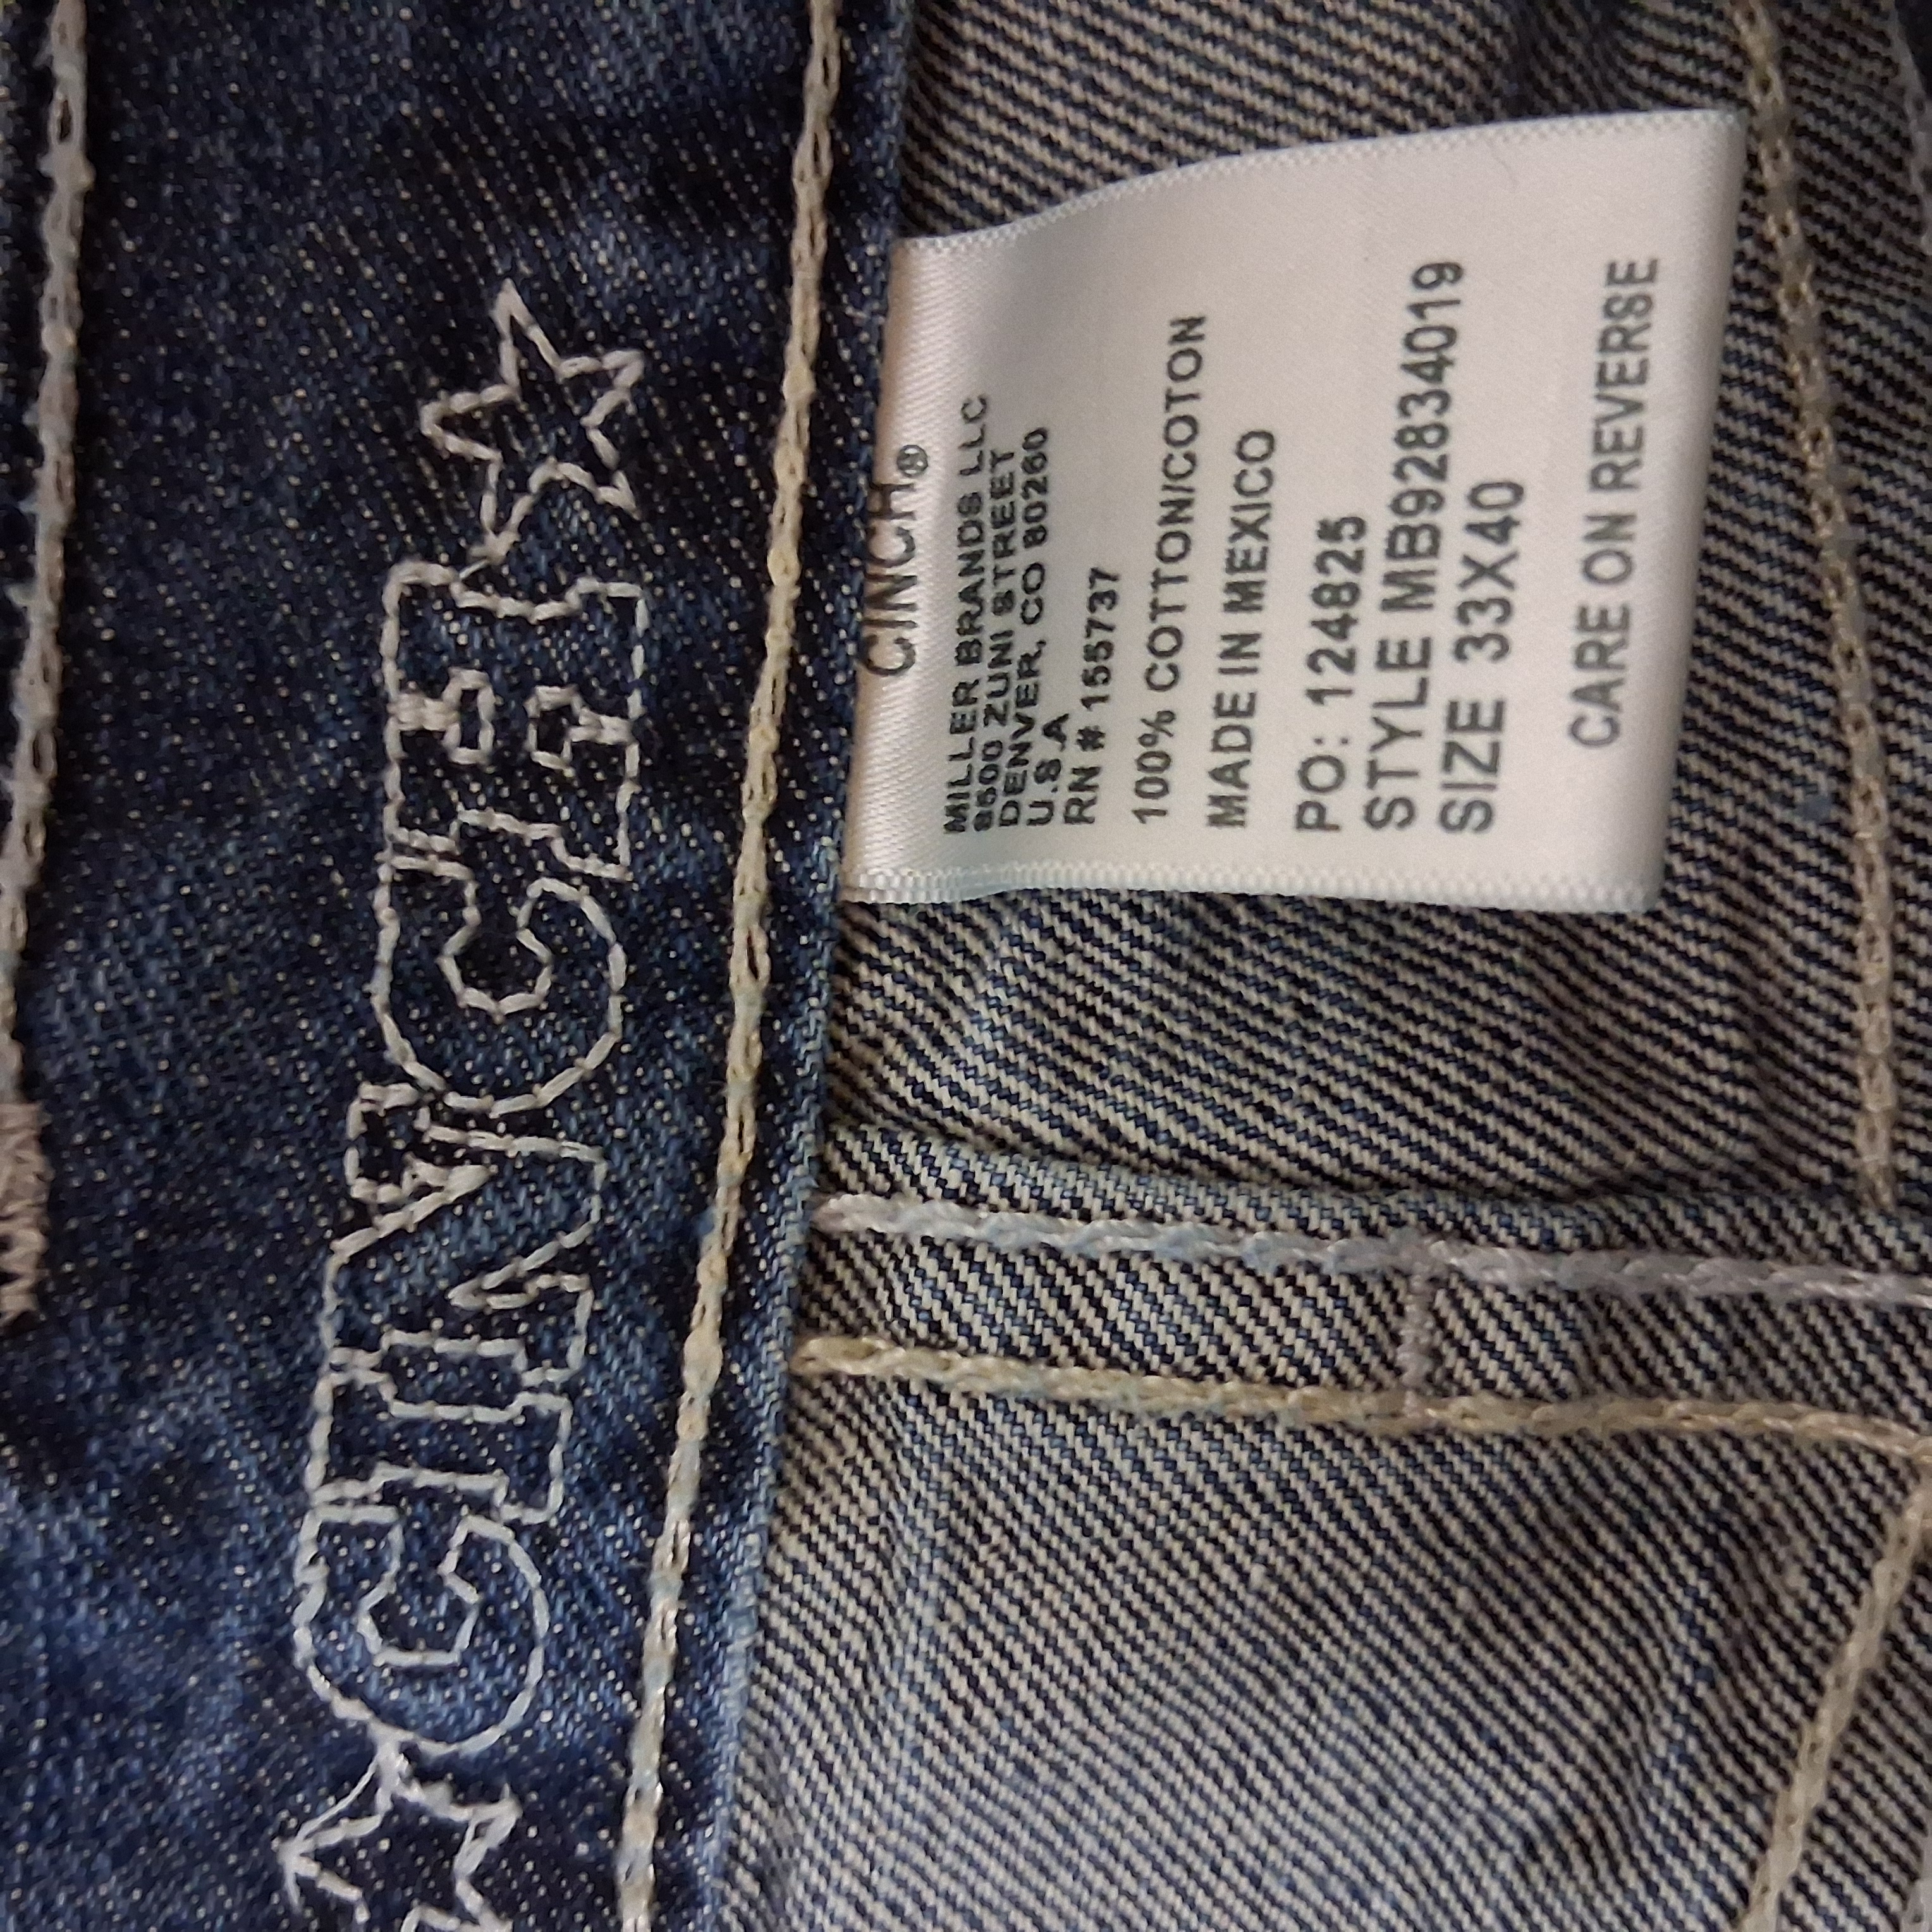 CINCH
CINCH®
MILLER BRANDS LLC
8500 ZUNI STREET
DENVER, CO 80260
U.S.A
RN # 155737
100% COTTON/COTON
MADE IN MEXICO
PO: 124825
STYLE MB92834019
SIZE 33X40
CARE ON REVERSE